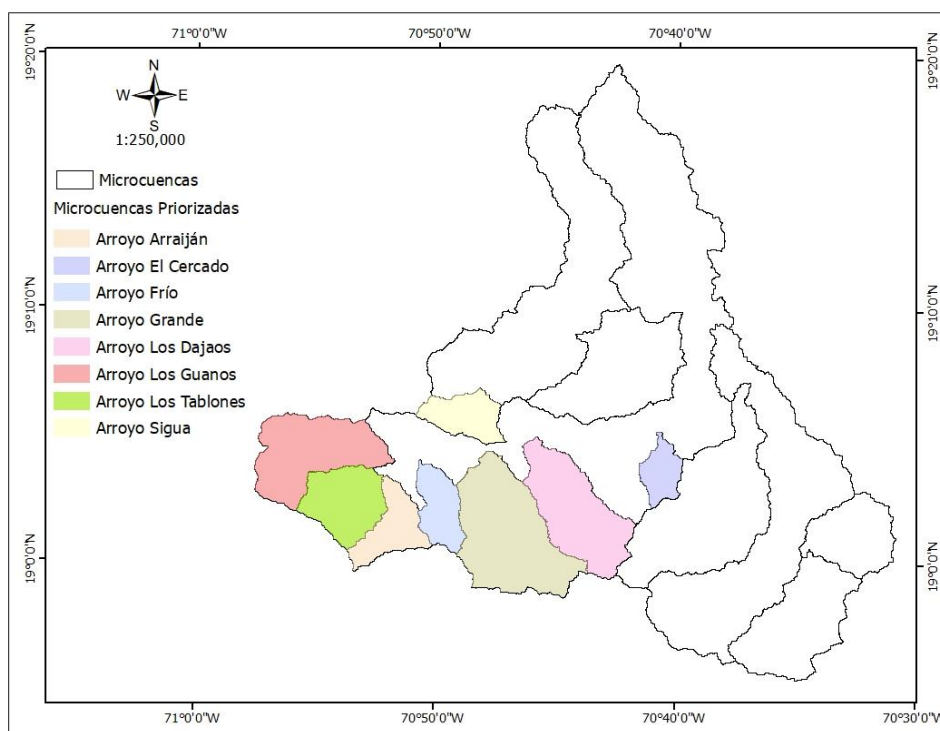 71°0'0"W
70°50'0"W
70°40'0"W
19°20'0"N
19°20'0"N
N
W
E
S
1:250,000
Microcuencas
Microcuencas Priorizadas
Arroyo Arraiján
Arroyo El Cercado
Arroyo Frío
Arroyo Grande
Arroyo Los Dajaos
Arroyo Los Guanos
Arroyo Los Tablones
Arroyo Sigua
19°10'0"N
19°10'0"N
19°0'0"N
19°0'0"N
71°0'0"W
70°50'0"W
70°40'0"W
70°30'0"W